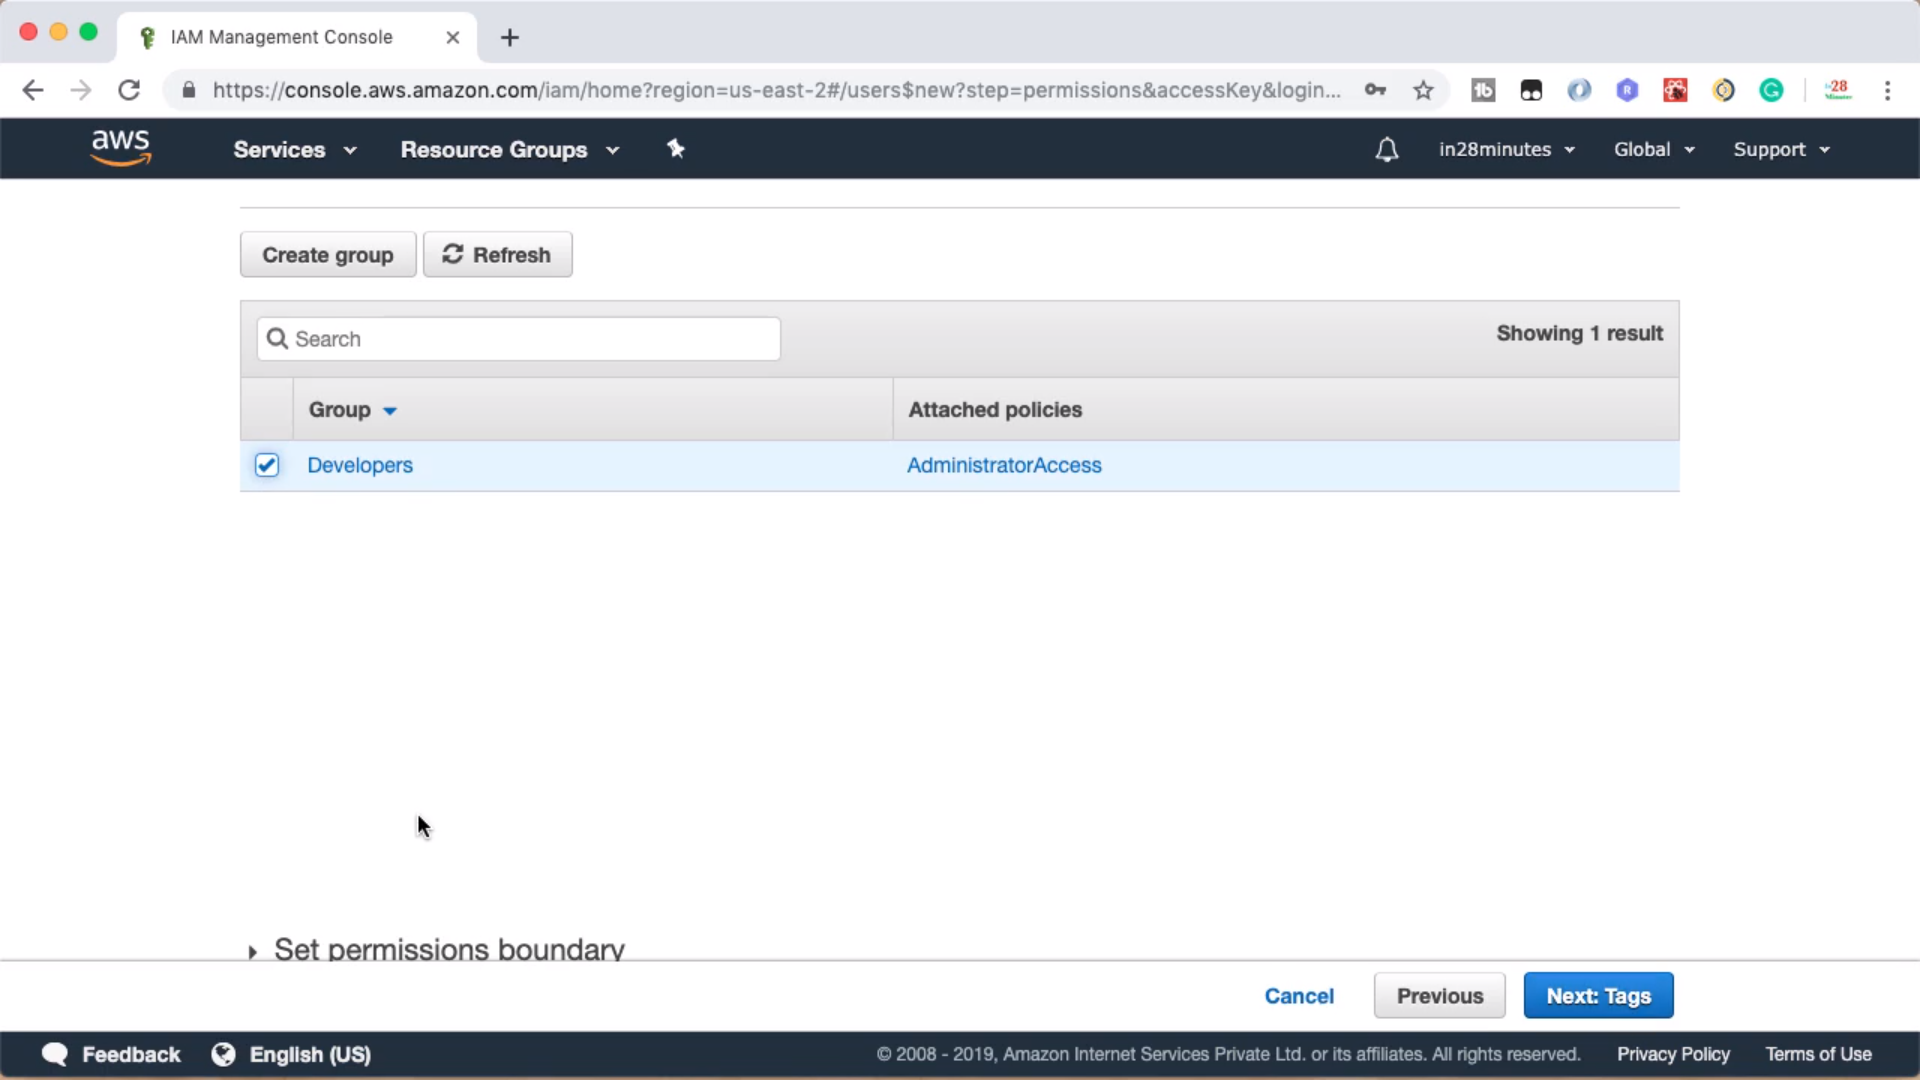 IAM Management Console
https://console.aws.amazon.com/iam/home?region=us-east-2#/users$new?step=permissions&accessKey&login...
aws
Services
Resource Groups
in28minutes
Global
Support
Create group
Refresh
Search
Showing 1 result
Group
Attached policies
Developers
AdministratorAccess
Set permissions boundary
Cancel
Previous
Next: Tags
Feedback
English (US)
© 2008 - 2019, Amazon Internet Services Private Ltd. or its affiliates. All rights reserved.
Privacy Policy
Terms of Use